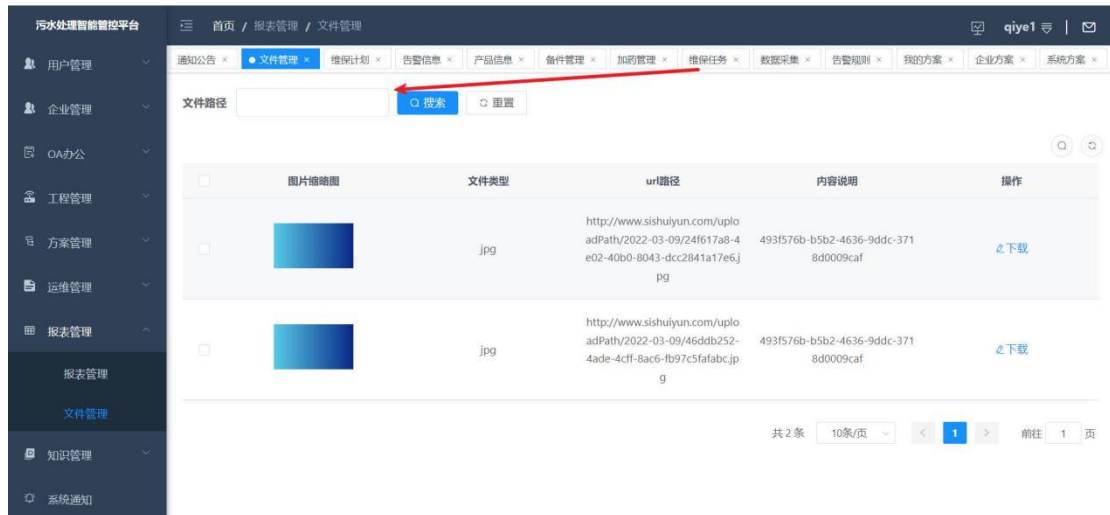 污水处理智能管控平台
首页 / 报表管理 / 文件管理
qiye1
用户管理
企业管理
OA办公
工程管理
方案管理
运维管理
报表管理
报表管理
文件管理
知识管理
系统通知
通知公告 × ● 文件管理 × 维保计划 × 告警信息 × 产品信息 × 备件管理 × 加药管理 × 维保任务 × 数据采集 × 告警规则 × 我的方案 × 企业方案 × 系统方案 ×
文件路径 搜索 重置
图片缩略图 文件类型 url路径 内容说明 操作
http://www.sishuiyun.com/uplo
adPath/2022-03-09/24f617a8-4
e02-40b0-8043-dcc2841a17e6.j
pg
jpg
493f576b-b5b2-4636-9ddc-371
8d0009caf
下载
http://www.sishuiyun.com/uplo
adPath/2022-03-09/46ddb252-
4ade-4cff-8ac6-fb97c5fafabc.jp
g
jpg
493f576b-b5b2-4636-9ddc-371
8d0009caf
下载
共 2 条 10条/页 < 1 > 前往 1 页